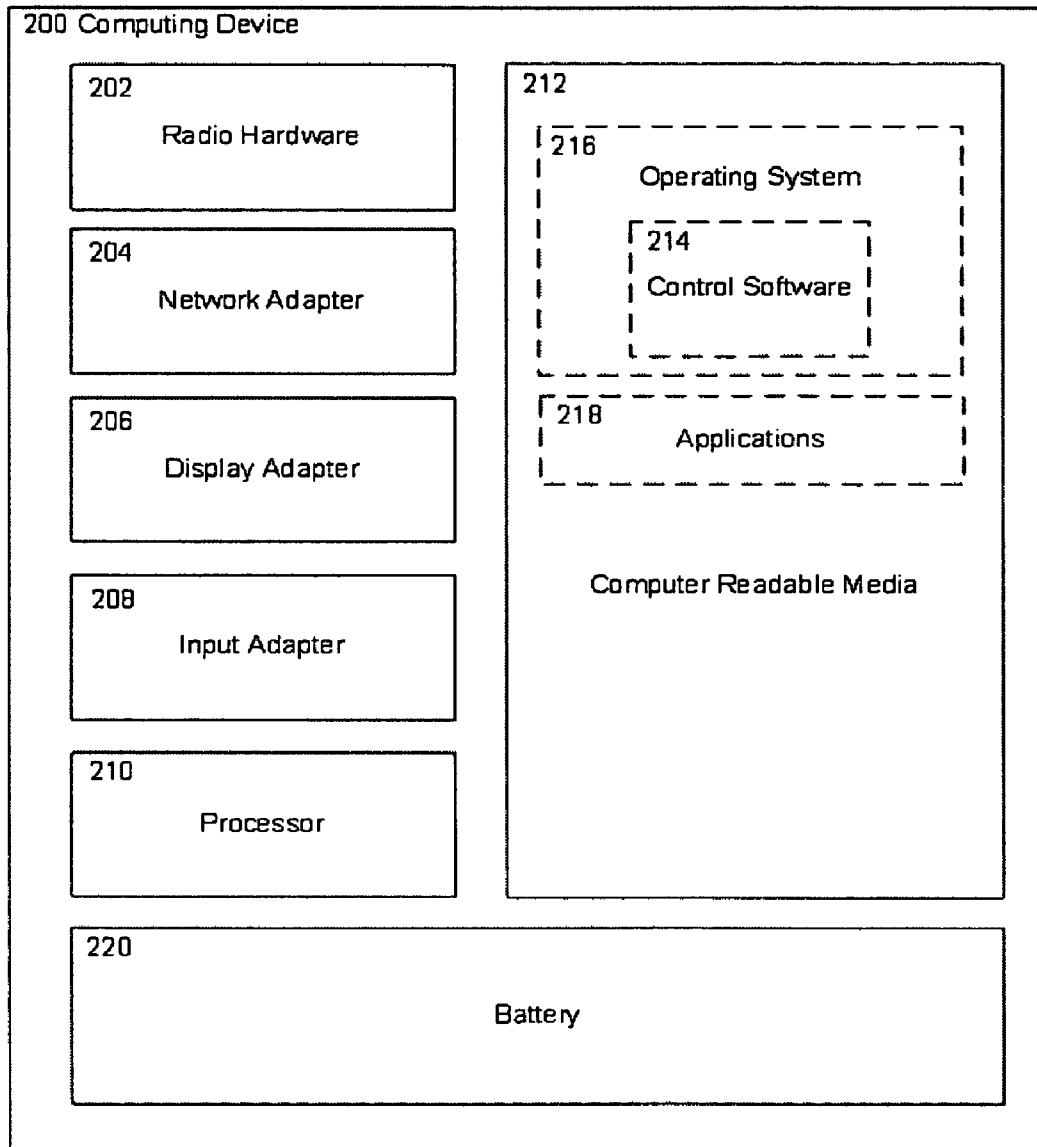 200 Computing Device
202
Radio Hardware
204
Network Adapter
206
Display Adapter
208
Input Adapter
210
Processor
212
216
Operating System
214
Control Software
218
Applications
Computer Readable Media
220
Battery